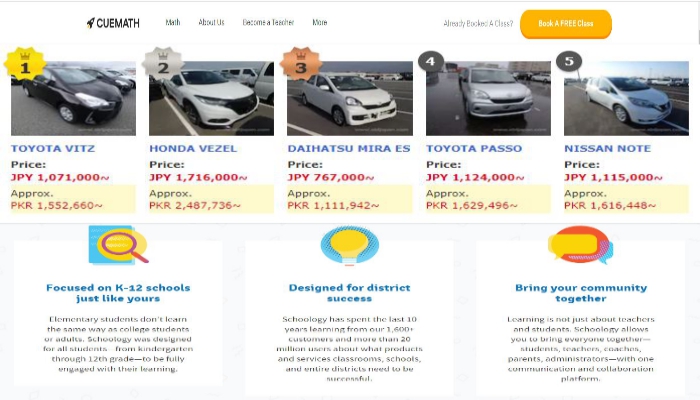 CUEMATH
Math About Us Become a Teacher More Already Booked A Class? Book A FREE Class
1 2 3 4 5
TOYOTA VITZ HONDA VEZEL DAIHATSU MIRA ES TOYOTA PASSO NISSAN NOTE
Price: Price: Price: Price: Price:
JPY 1,071,000~ JPY 1,716,000~ JPY 767,000~ JPY 1,124,000~ JPY 1,115,000~
Approx. Approx. Approx. Approx. Approx.
PKR 1,552,660~ PKR 2,487,736~ PKR 1,111,942~ PKR 1,629,496~ PKR 1,616,448~
Focused on K-12 schools
just like yours
Elementary students don't learn
the same way as college students
or adults. Schoology was designed
for all students—from kindergarten
through 12th grade—to be fully
engaged with their learning.
Designed for district
success
Schoology has spent the last 10
years learning from our 1,600+
customers and more than 20
million users about what products
and services classrooms, schools,
and entire districts need to be
successful.
Bring your community
together
Learning is not just about teachers
and students. Schoology allows
you to bring everyone together—
students, teachers, coaches,
parents, administrators—with one
communication and collaboration
platform.